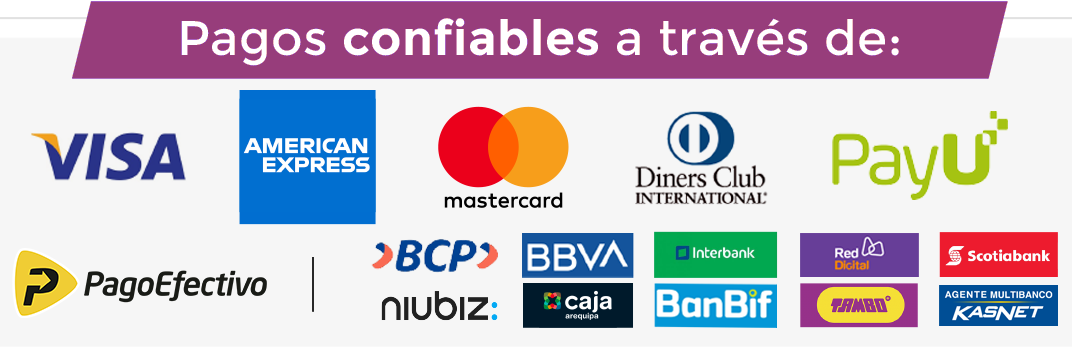 Pagos confiables a través de:
VISA
AMERICAN
EXPRESS
mastercard
Diners Club
INTERNATIONAL®
PayU
PagoEfectivo
BCP
BBVA
Interbank
Red
Digital
Scotiabank
niubiz:
caja
arequipa
BanBif
TAMBO
AGENTE MULTIBANCO
KASNET